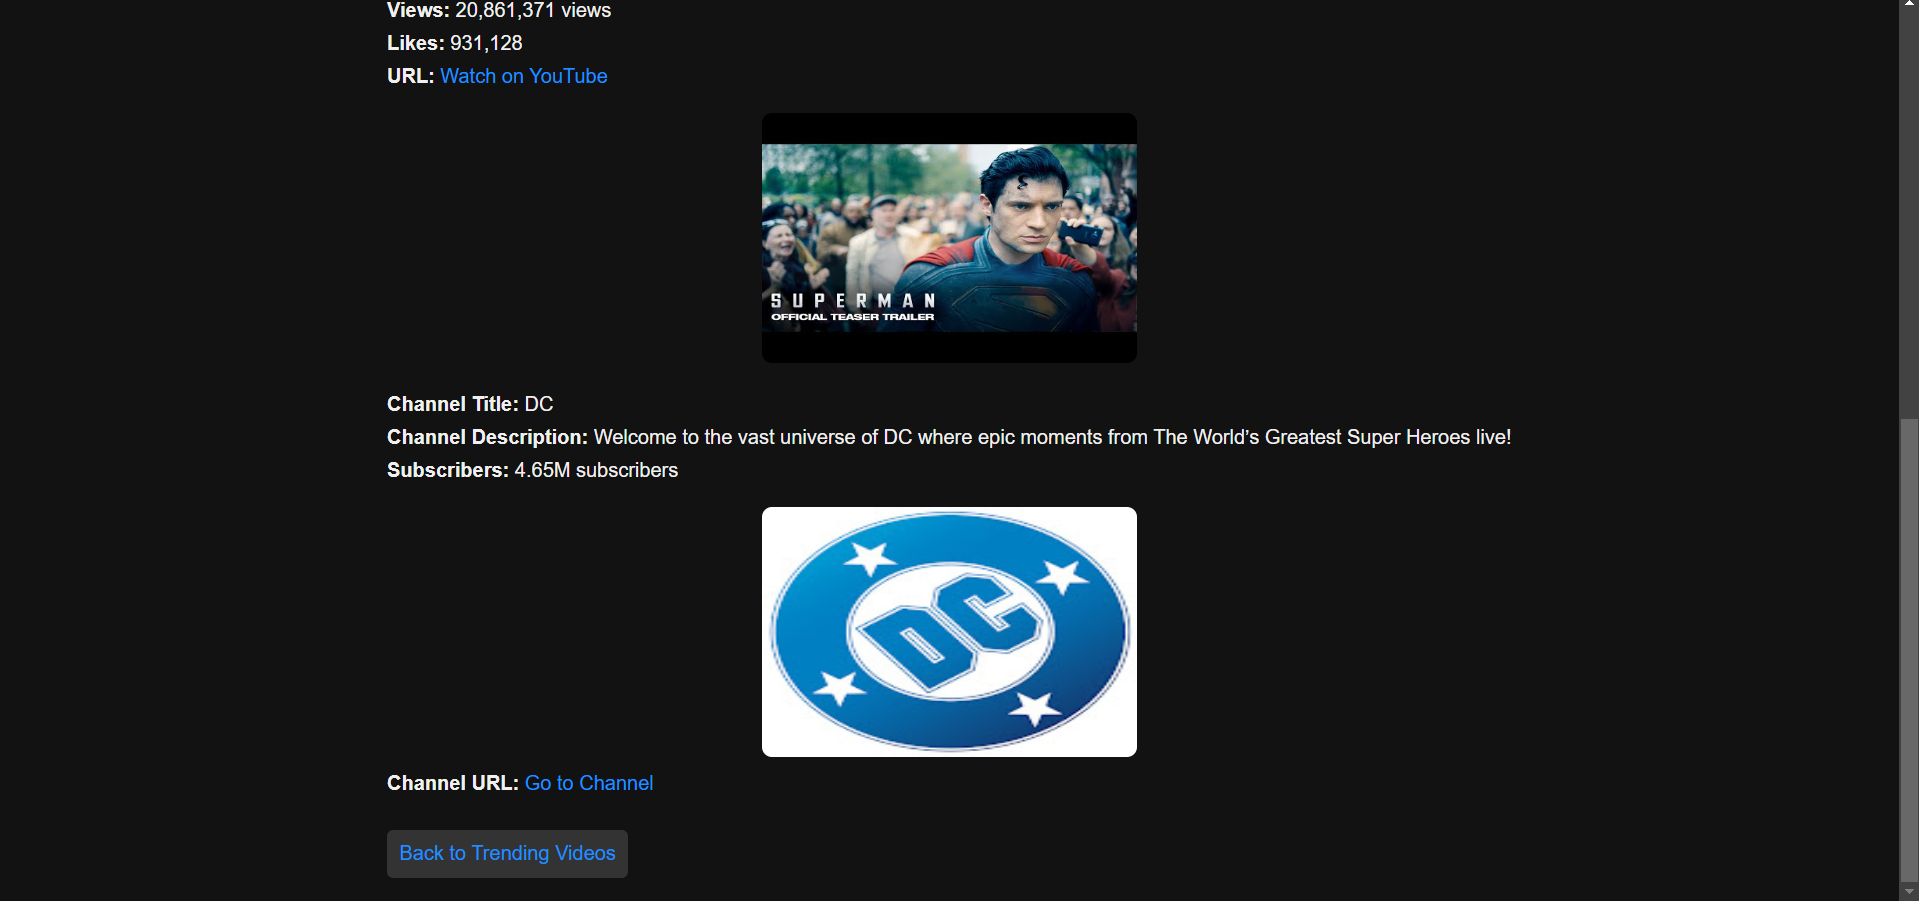 Views: 20,861,371 views
Likes: 931,128
URL: Watch on YouTube
SUPERMAN
OFFICIAL TEASER TRAILER
Channel Title: DC
Channel Description: Welcome to the vast universe of DC where epic moments from The World’s Greatest Super Heroes live!
Subscribers: 4.65M subscribers
DC
Channel URL: Go to Channel
Back to Trending Videos